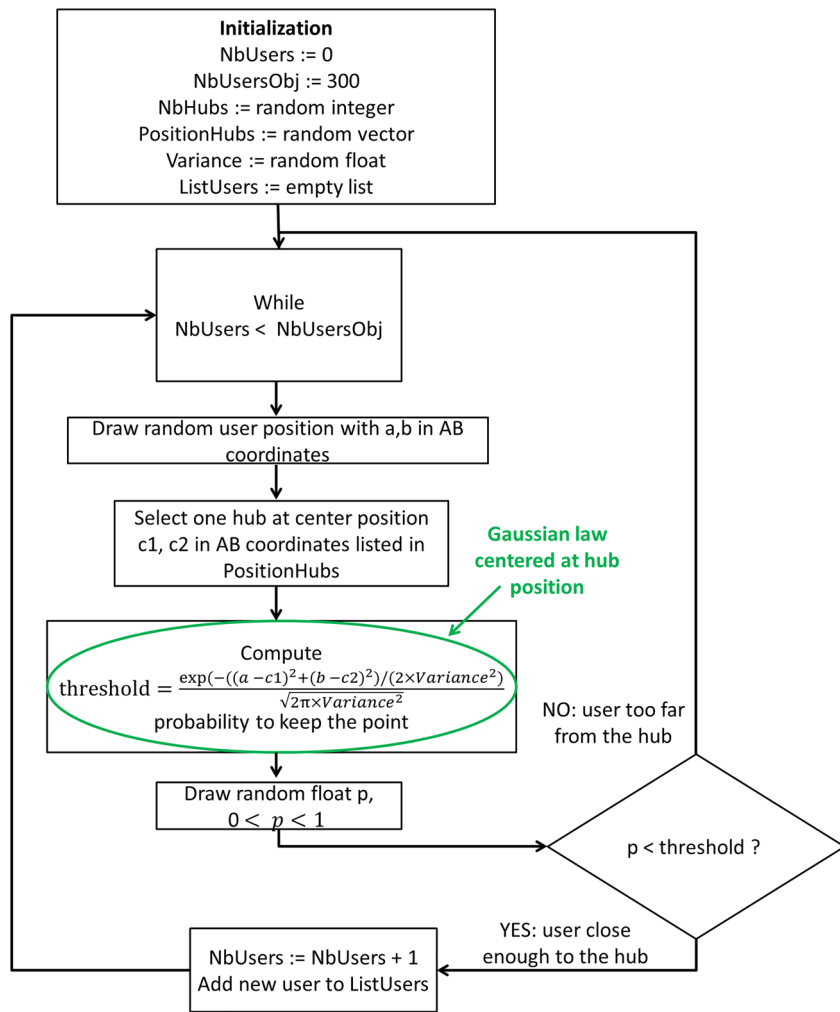 Initialization
NbUsers := 0
NbUsersObj := 300
NbHubs := random integer
PositionHubs := random vector
Variance := random float
ListUsers := empty list
While
NbUsers < NbUsersObj
Draw random user position with a,b in AB
coordinates
Select one hub at center position
c1, c2 in AB coordinates listed in
PositionHubs
Gaussian law
centered at hub
position
Compute
threshold = exp(−((a −c1)²+(b −c2)²)/(2×Variance²) / √(2π×Variance²)
probability to keep the point
Draw random float p,
0 < p < 1
NO: user too far
from the hub
p < threshold ?
YES: user close
enough to the hub
NbUsers := NbUsers + 1
Add new user to ListUsers